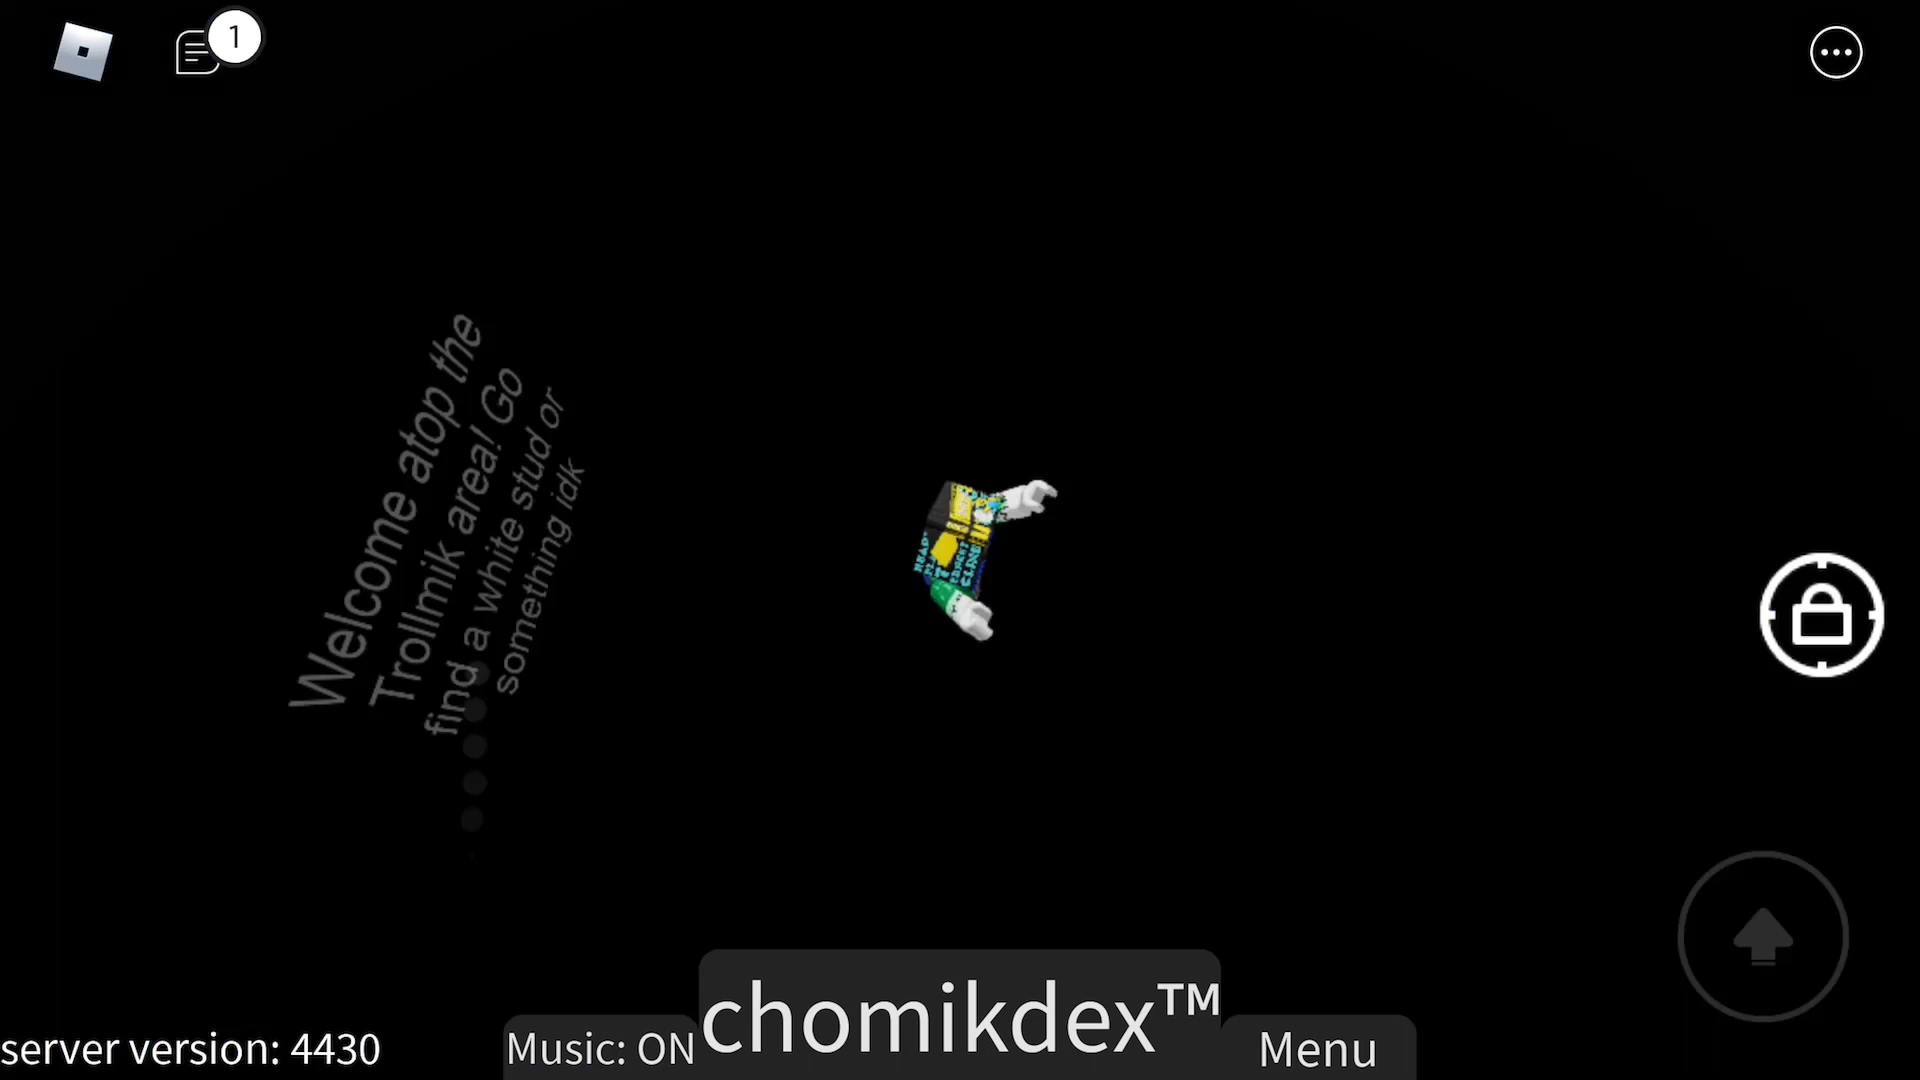 1
Welcome atop the
Trollmik area! Go
find a white stud or
something idk
chomikdex™
server version: 4430
Music: ON
Menu